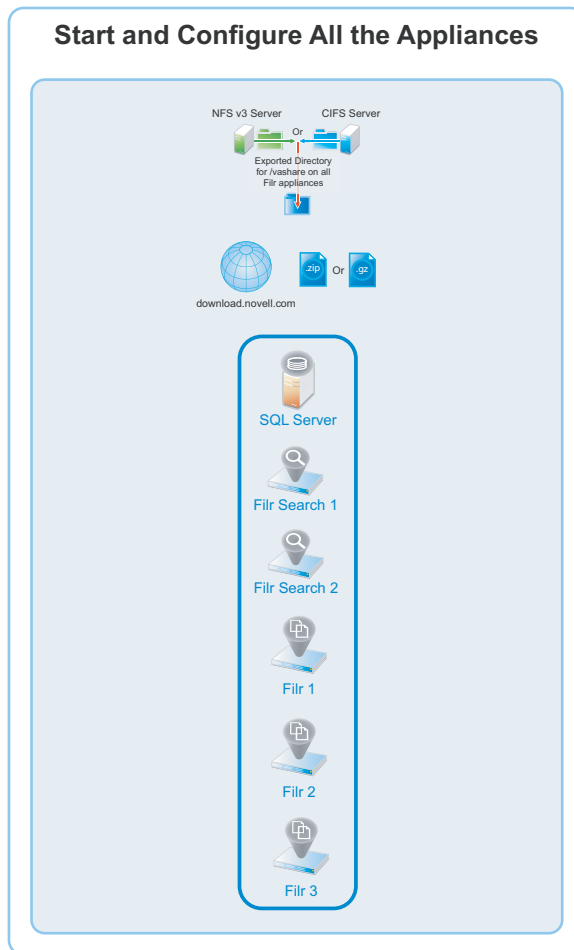 Start and Configure All the Appliances
NFS v3 Server
CIFS Server
Or
Exported Directory
for /vashare on all
Filr appliances
.zip
Or
.gz
download.novell.com
SQL Server
Filr Search 1
Filr Search 2
Filr 1
Filr 2
Filr 3